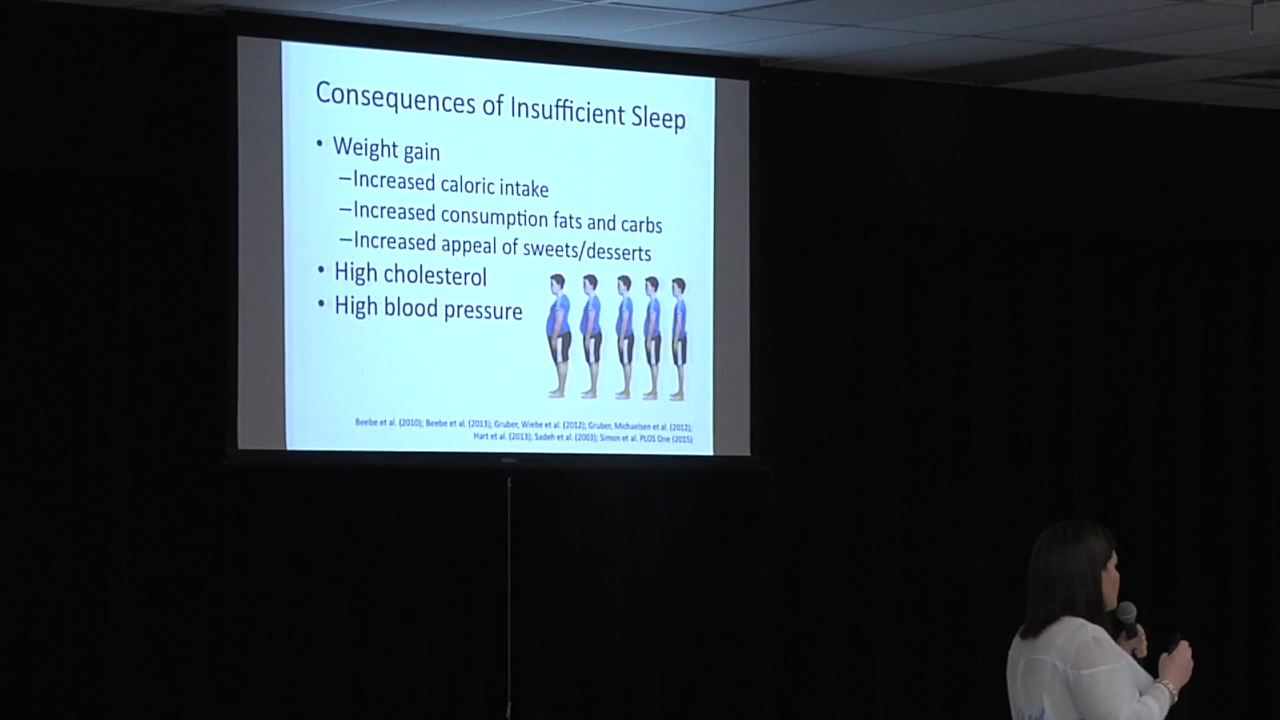 Consequences of Insufficient Sleep
• Weight gain
–Increased caloric intake
–Increased consumption fats and carbs
–Increased appeal of sweets/desserts
• High cholesterol
• High blood pressure
Beebe et al. (2010); Beebe et al. (2013); Gruber, Wiebe et al. (2012); Gruber, Michaelsen et al. (2012);
Hart et al. (2013); Sadeh et al. (2003); Simon et al. PLOS One (2015)